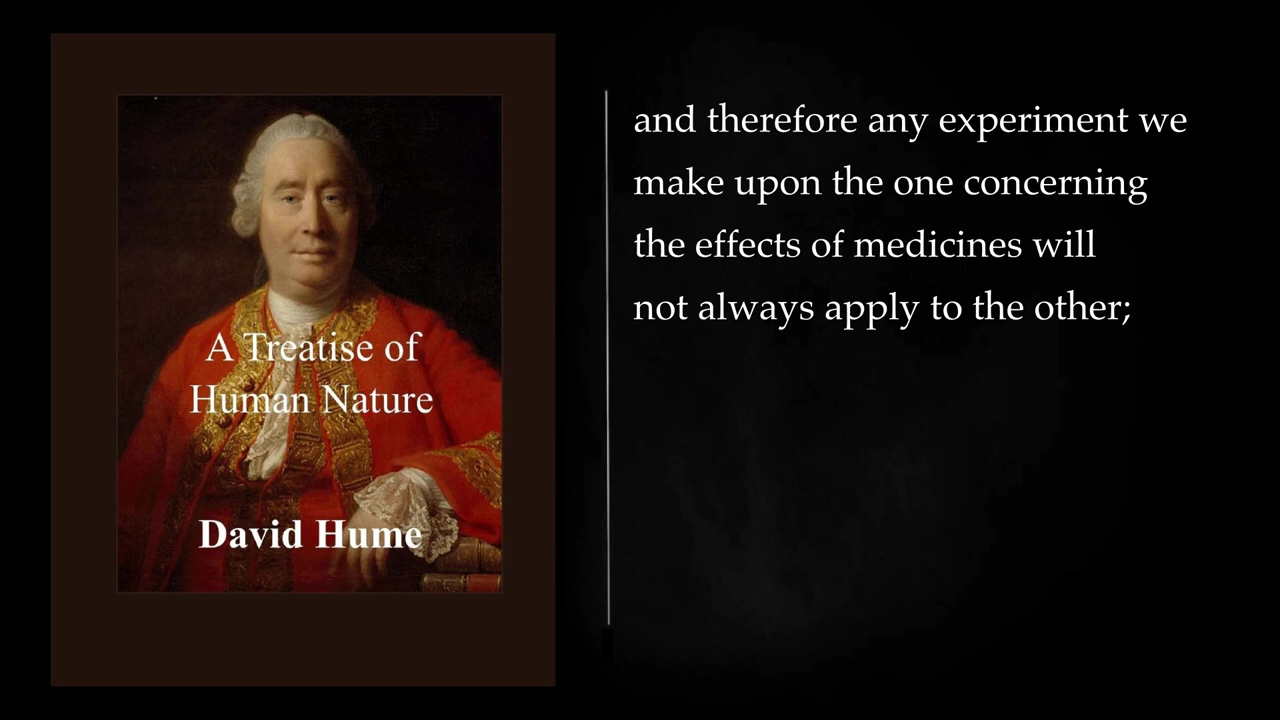 A Treatise of
Human Nature
David Hume
and therefore any experiment we
make upon the one concerning
the effects of medicines will
not always apply to the other;